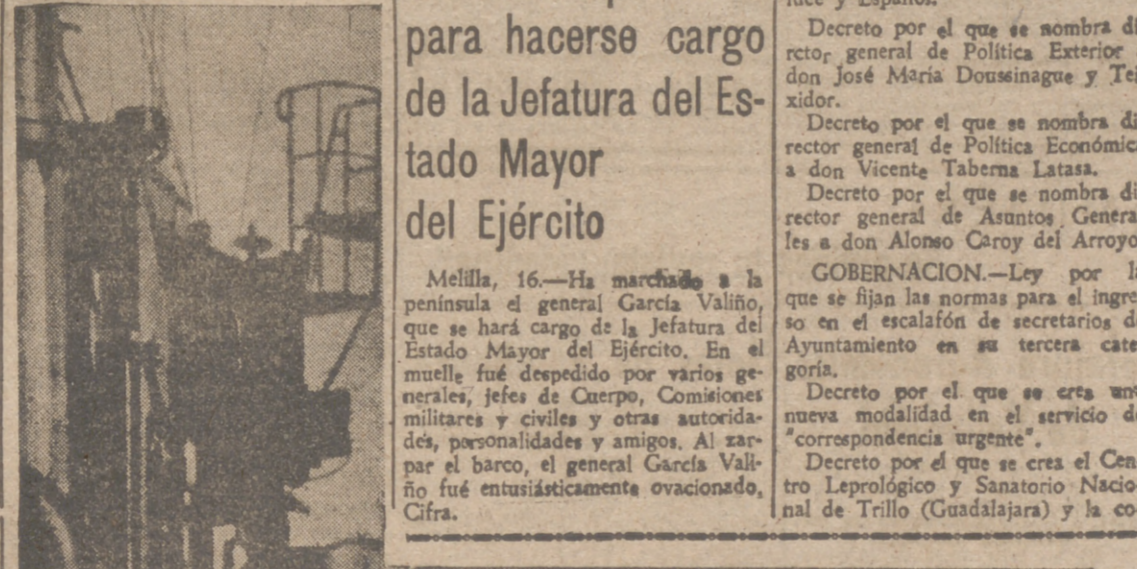 para hacerse cargo
de la Jefatura del Es-
tado Mayor
del Ejército
Melilla, 16.—Ha marchado a la
península el general García Valiño,
que se hará cargo de la Jefatura del
Estado Mayor del Ejército. En el
muelle fué despedido por varios ge-
nerales, jefes de Cuerpo, Comisiones
militares y civiles y otras autorida-
des, personalidades y amigos. Al zar-
par el barco, el general García Vali-
ño fué entusiásticamente ovacionado.
Cifra.
Decreto por el que se nombra di
rctor general de Política Exterior
don José María Doussinague y Tei
xidor.
Decreto por el que se nombra di
rector general de Política Económic
a don Vicente Taberna Latasa.
Decreto por el que se nombra di
rector general de Asuntos Genera
les a don Alonso Caroy del Arroyo
GOBERNACION.—Ley por l
que se fijan las normas para el ingre
so en el escalafón de secretarios d
Ayuntamiento en su tercera cate
goría.
Decreto por el que se crea un
nueva modalidad en el servicio d
"correspondencia urgente".
Decreto por el que se crea el Cen
tro Leprológico y Sanatorio Nacio-
nal de Trillo (Guadalajara) y la co-